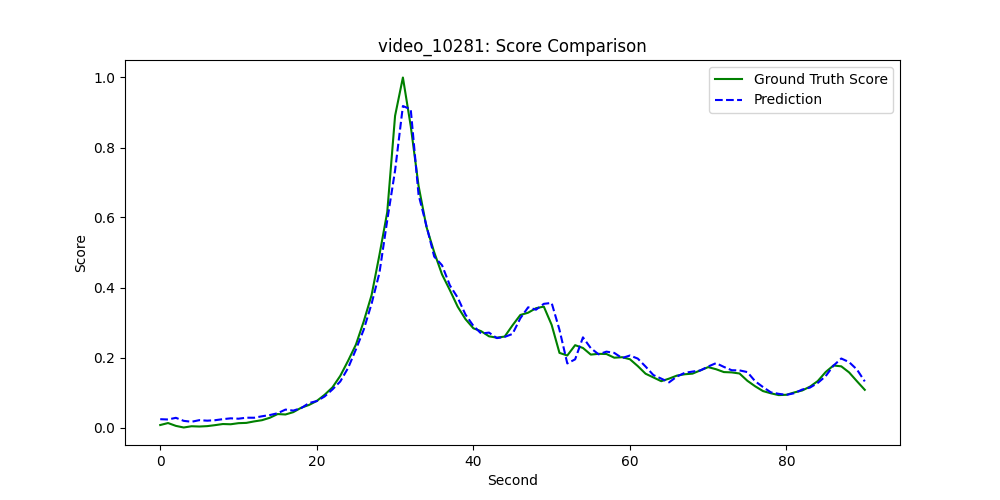 video_10281: Score Comparison
Ground Truth Score
Prediction
Score
1.0
0.8
0.6
0.4
0.2
0.0
0 20 40 60 80
Second